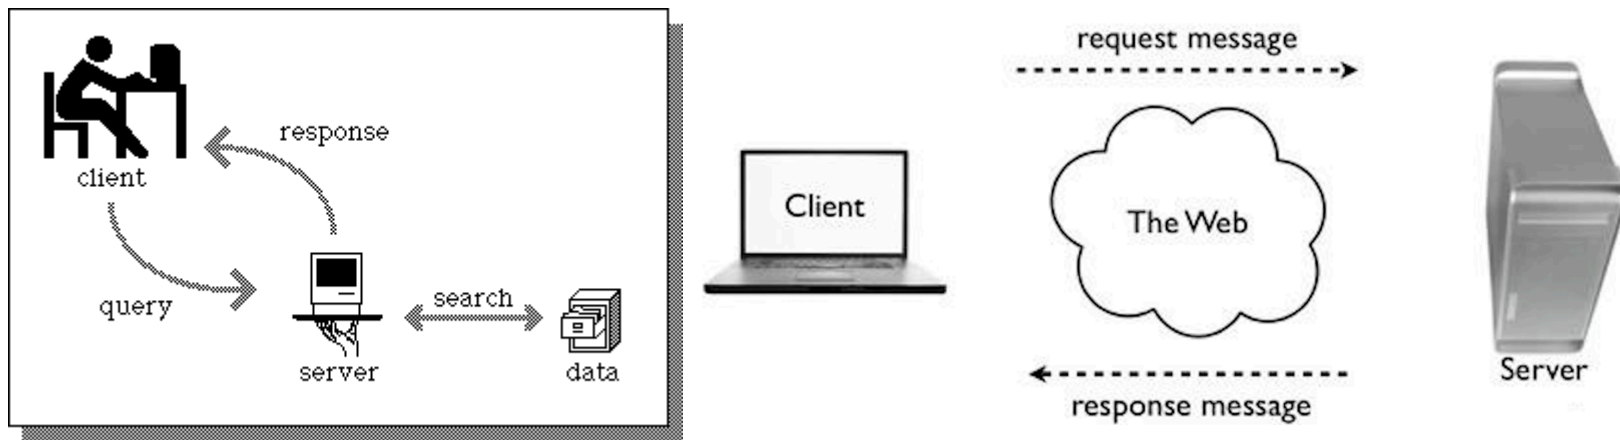 response
client
query
search
server
data
request message
Client
The Web
Server
response message